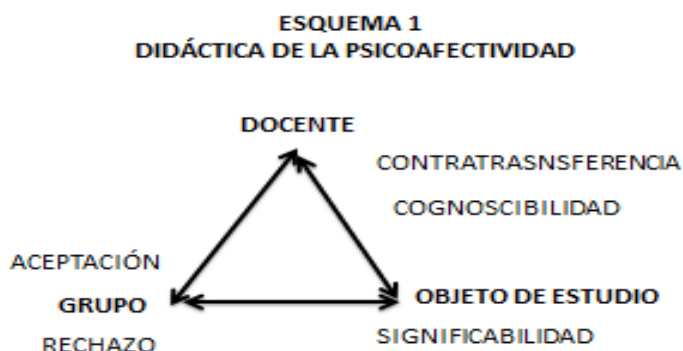 ESQUEMA 1
DIDÁCTICA DE LA PSICOAFECTIVIDAD
DOCENTE
CONTRATRASNSFERENCIA
COGNOSCIBILIDAD
ACEPTACIÓN
GRUPO
OBJETO DE ESTUDIO
RECHAZO
SIGNIFICABILIDAD